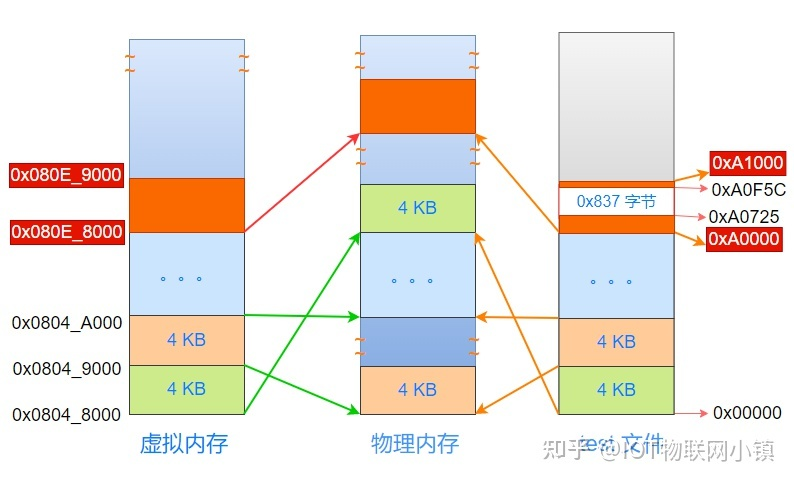 0x080E_9000
0x080E_8000
。。。
0x0804_A000
4 KB
0x0804_9000
4 KB
0x0804_8000
虚拟内存
4 KB
。。。
4 KB
物理内存
0xA1000
0xA0F5C
0x837 字节
0xA0725
0xA0000
。。。
4 KB
4 KB
0x00000
test 文件
知乎 @IOT物联网小镇